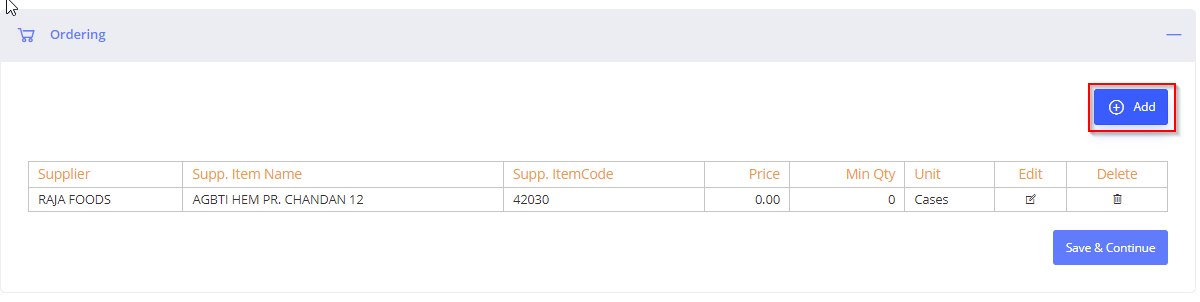 Ordering
Add
Supplier Supp. Item Name Supp. ItemCode Price Min Qty Unit Edit Delete
RAJA FOODS AGBTI HEM PR. CHANDAN 12 42030 0.00 0 Cases
Save & Continue